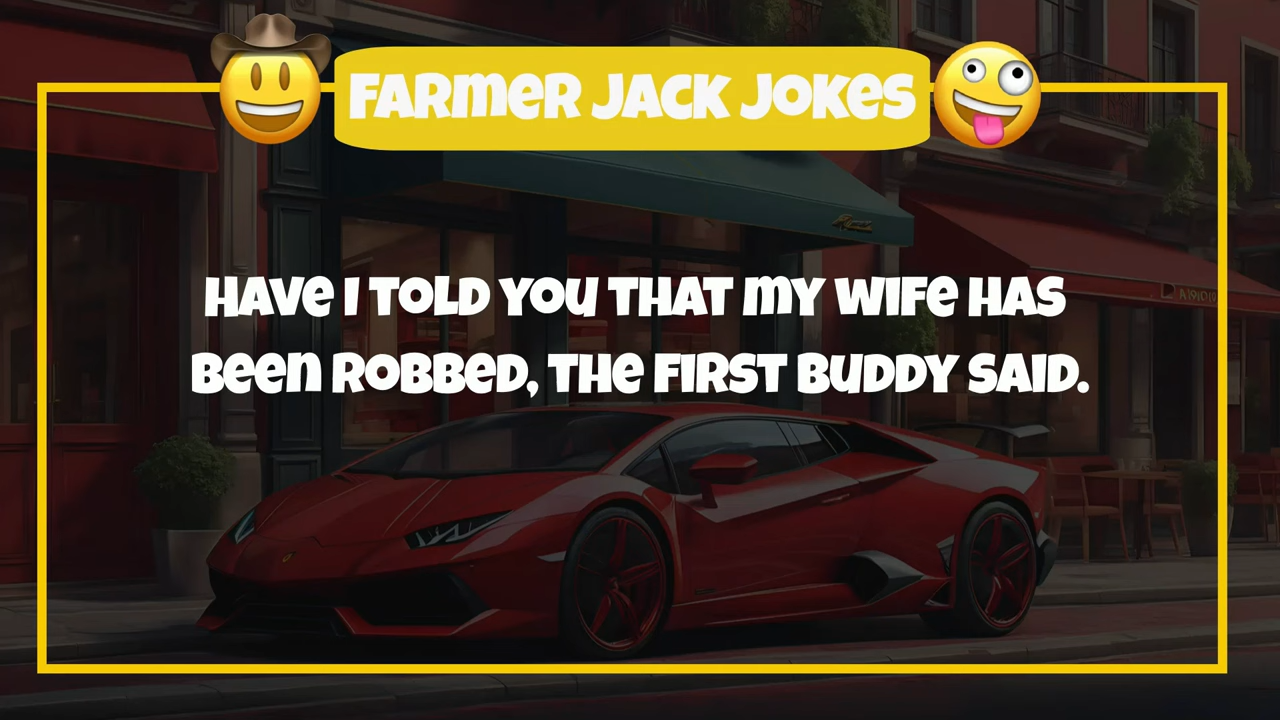 FARMER JACK JOKES
HAVE I TOLD YOU THAT MY WIFE HAS
BEEN ROBBED, THE FIRST BUDDY SAID.